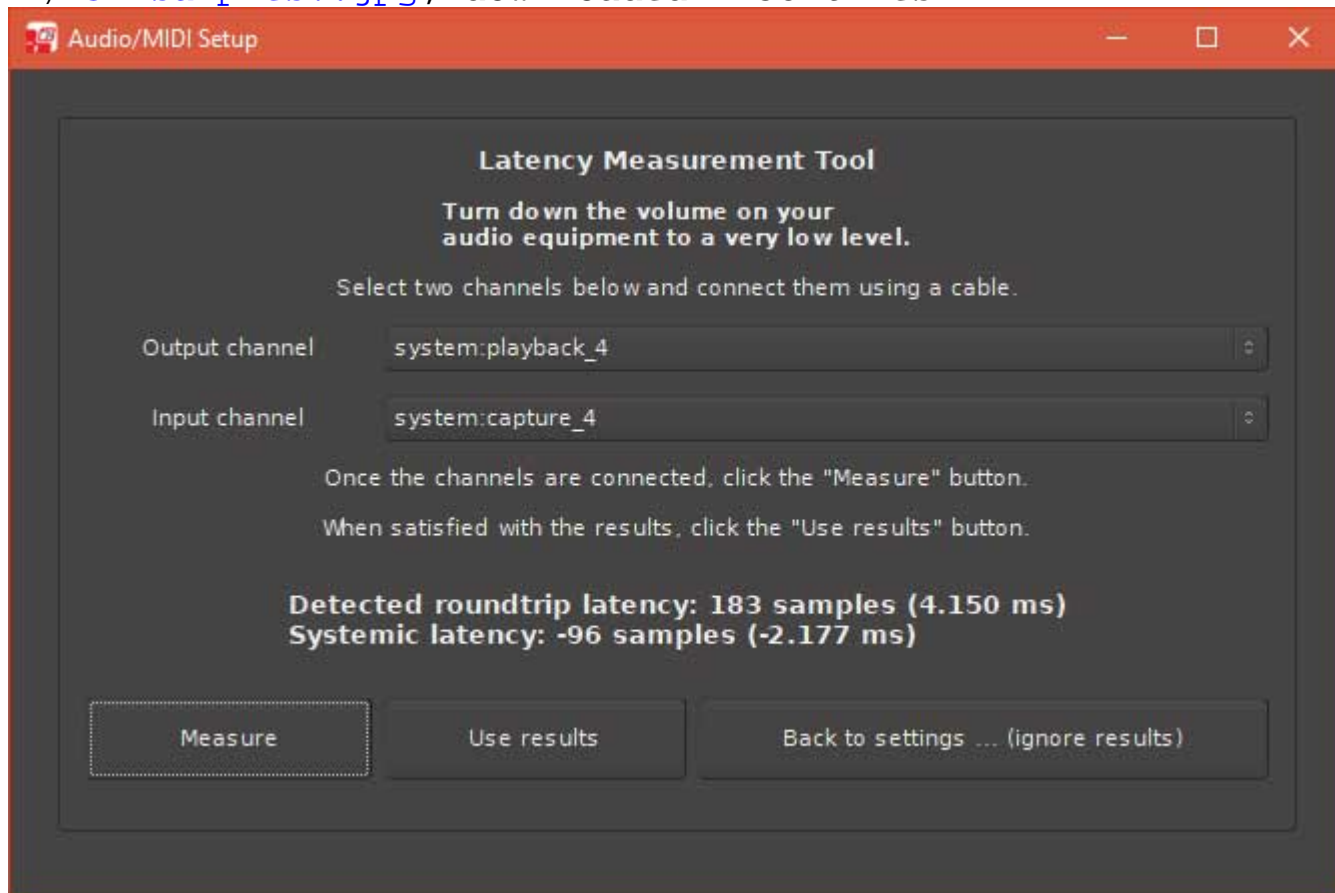 Audio/MIDI Setup
Latency Measurement Tool
Turn down the volume on your
audio equipment to a very low level.
Select two channels below and connect them using a cable.
Output channel system:playback_4
Input channel system:capture_4
Once the channels are connected, click the "Measure" button.
When satisfied with the results, click the "Use results" button.
Detected roundtrip latency: 183 samples (4.150 ms)
Systemic latency: -96 samples (-2.177 ms)
Measure Use results Back to settings ... (ignore results)